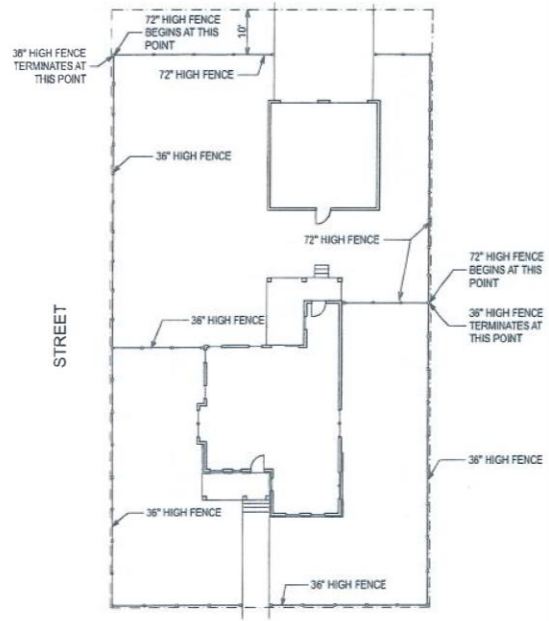 72" HIGH FENCE
BEGINS AT THIS
POINT
10'
36" HIGH FENCE
TERMINATES AT
THIS POINT
72" HIGH FENCE
36" HIGH FENCE
72" HIGH FENCE
72" HIGH FENCE
BEGINS AT THIS
POINT
36" HIGH FENCE
TERMINATES AT
THIS POINT
36" HIGH FENCE
STREET
36" HIGH FENCE
36" HIGH FENCE
36" HIGH FENCE